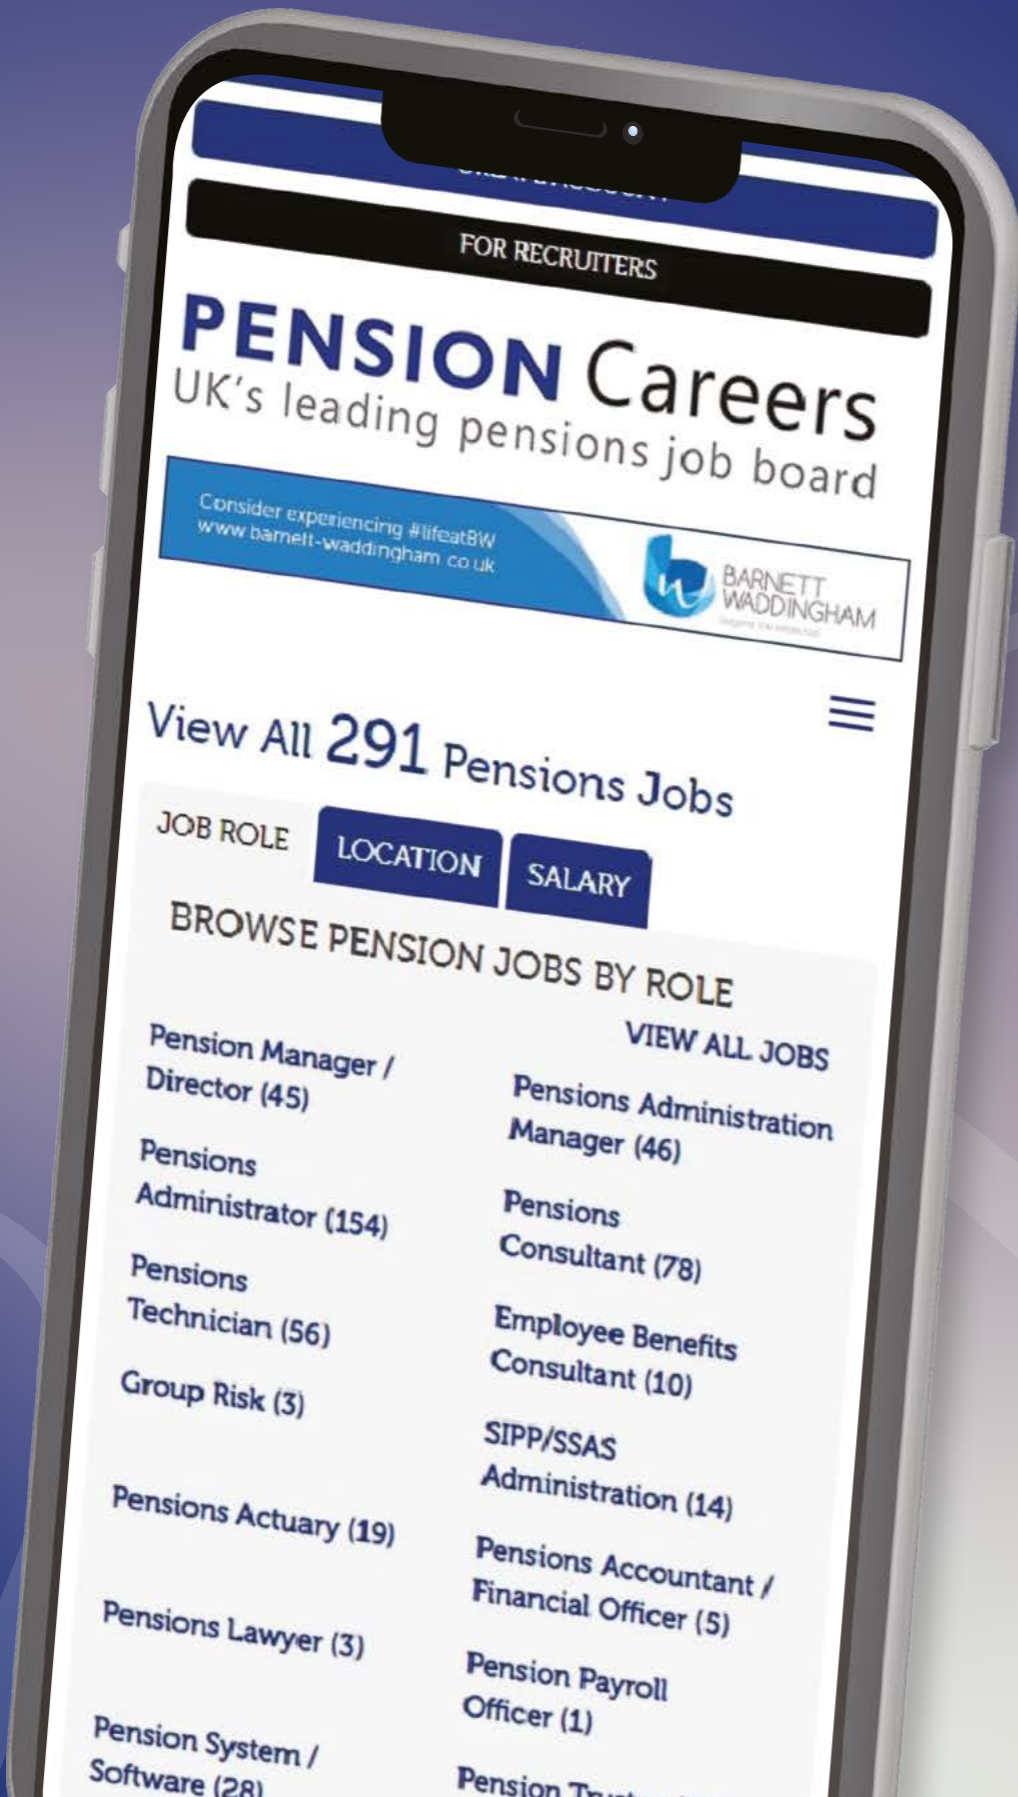 FOR RECRUITERS
PENSION Careers
UK's leading pensions job board
Consider experiencing #lifeatBW
www.barnett-waddingham.co.uk
BARNETT
WADDINGHAM
View All 291 Pensions Jobs
JOB ROLE
LOCATION
SALARY
BROWSE PENSION JOBS BY ROLE
VIEW ALL JOBS
Pension Manager /
Director (45)
Pensions Administration
Manager (46)
Pensions
Administrator (154)
Pensions
Consultant (78)
Pensions
Technician (56)
Employee Benefits
Consultant (10)
Group Risk (3)
SIPP/SSAS
Administration (14)
Pensions Actuary (19)
Pensions Accountant /
Financial Officer (5)
Pensions Lawyer (3)
Pension Payroll
Officer (1)
Pension System /
Software (28)
Pension